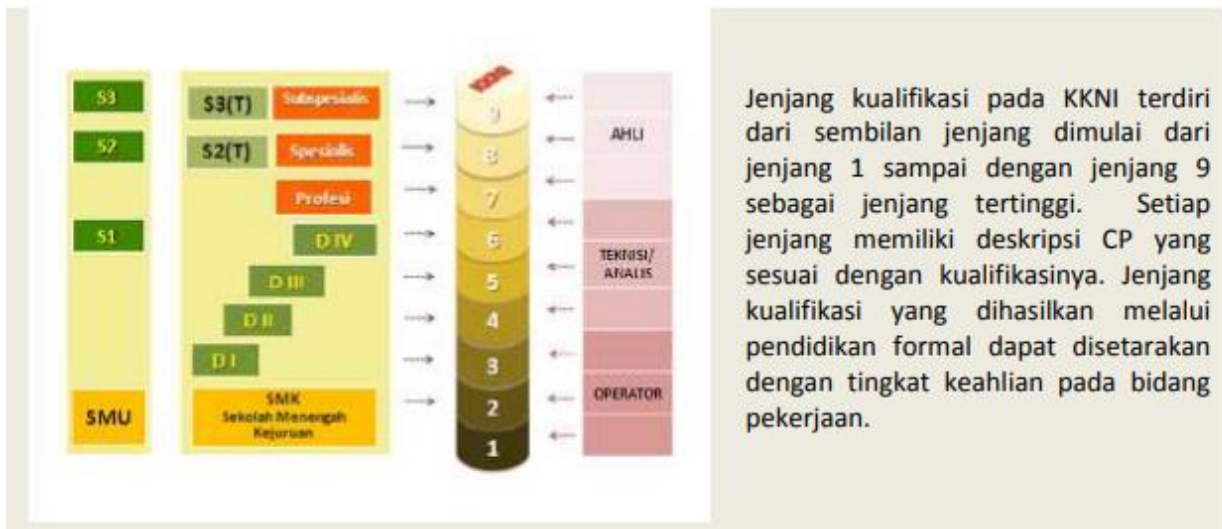 S3
S2
S1
SMU
S3(T)
Subspesialis
S2(T)
Spesialis
Profesi
D IV
D III
D II
D I
SMK
Sekolah Menengah
Kejuruan
9
8
7
6
5
4
3
2
1
AHLI
TEKNISI/
ANALIS
OPERATOR
Jenjang kualifikasi pada KKNI terdiri
dari sembilan jenjang dimulai dari
jenjang 1 sampai dengan jenjang 9
sebagai jenjang tertinggi. Setiap
jenjang memiliki deskripsi CP yang
sesuai dengan kualifikasinya. Jenjang
kualifikasi yang dihasilkan melalui
pendidikan formal dapat disetarakan
dengan tingkat keahlian pada bidang
pekerjaan.